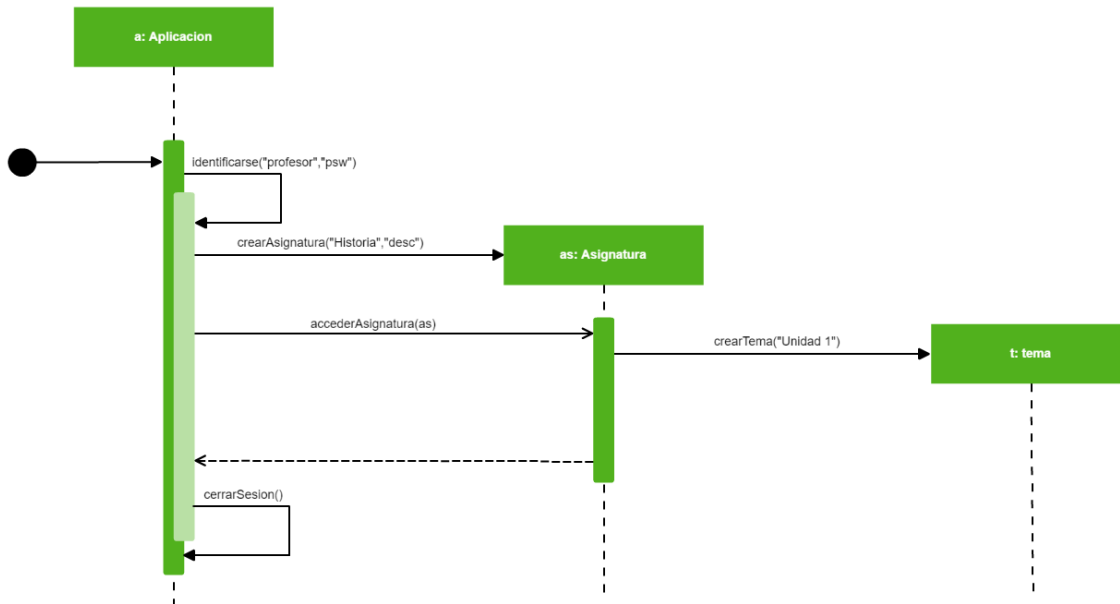 a: Aplicacion
identificarse("profesor","psw")
crearAsignatura("Historia","desc")
as: Asignatura
accederAsignatura(as)
crearTema("Unidad 1")
t: tema
cerrarSesion()